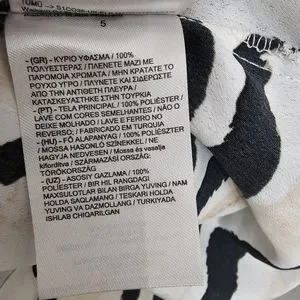 5
- (GR) - ΚΥΡΙΟ ΥΦΑΣΜΑ / 100%
ΠΟΛΥΕΣΤΕΡΑΣ / ΠΛΕΝΕΤΕ ΜΑΖΙ ΜΕ
ΠΑΡΟΜΟΙΑ ΧΡΩΜΑΤΑ / ΜΗΝ ΚΡΑΤΑΤΕ ΤΟ
ΡΟΥΧΟ ΥΓΡΟ / ΠΛΥΝΕΤΕ ΚΑΙ ΣΙΔΕΡΩΣΤΕ
ΑΠΟ ΤΗΝ ΑΝΤΙΘΕΤΗ ΠΛΕΥΡΑ /
ΚΑΤΑΣΚΕΥΑΣΤΗΚΕ ΣΤΗΝ ΤΟΥΡΚΙΑ
- (PT) - TELA PRINCIPAL / 100% POLIÉSTER /
LAVE COM CORES SEMELHANTES / NÃO O
DEIXE MOLHADO / LAVE E FERRO NO
REVERSO; / FABRICADO EM TURQUIA
- (HU) - FŐ ALAPANYAG / 100% POLIÉSZTER
/ MOSSA HASONLÓ SZÍNEKKEL / NE
HAGYJA NEDVESEN / Mossa és vasalja
kifordítva / SZÁRMAZÁSI ORSZÁG:
TÖRÖKORSZÁG
- (UZ) - ASOSIY GAZLAMA / 100%
POLIESTER / BIR HIL RANGDAGI
MAXSULOTLAR BILAN BIRGA YUVING / NAM
HOLDA SAQLAMANG / TESKARI HOLDA
YUVING VA DAZMOLLANG / TURKIYADA
ISHLAB CHIQARILGAN